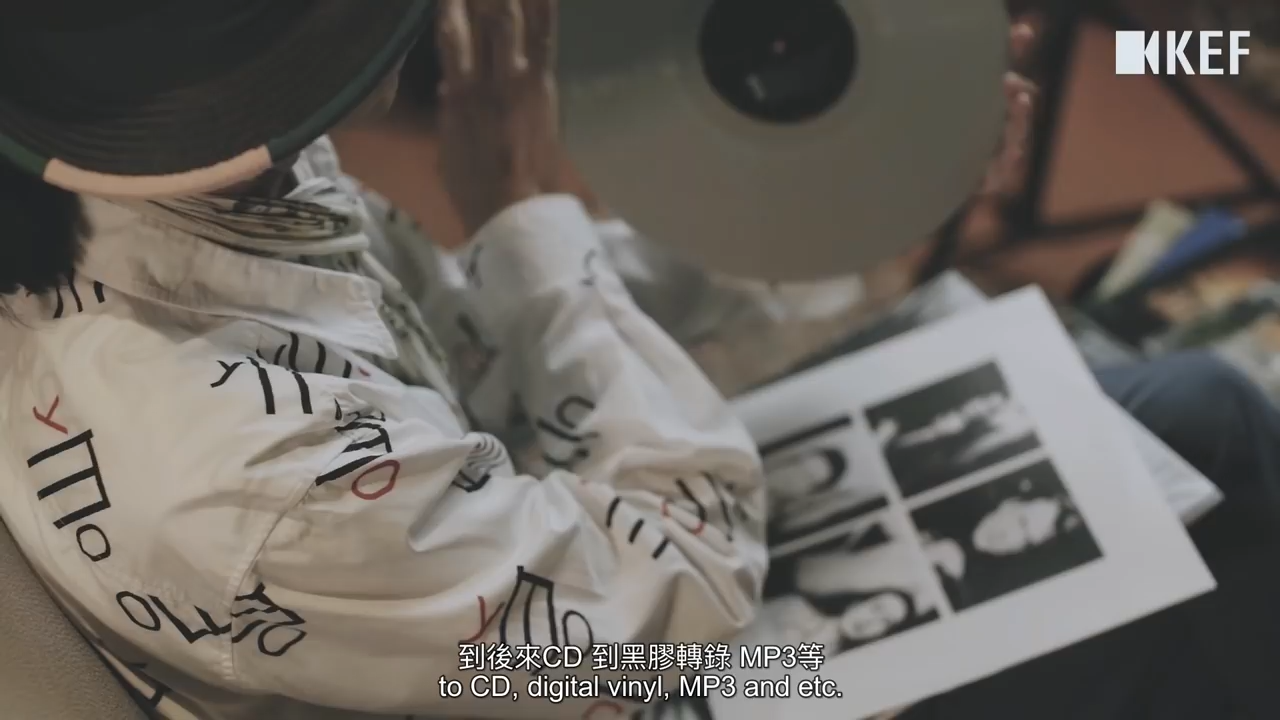 KEF
到後來CD 到黑膠轉錄 MP3等
to CD, digital vinyl, MP3 and etc.